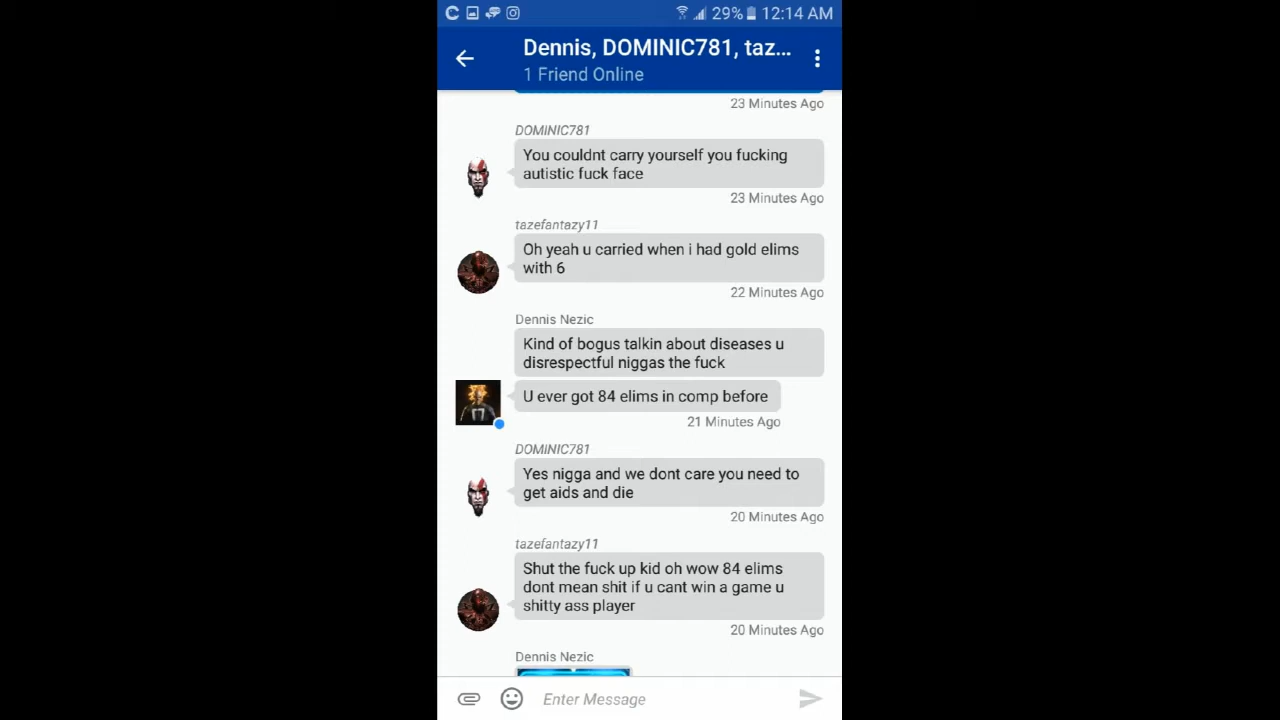 29% 12:14 AM
Dennis, DOMINIC781, taz...
1 Friend Online
23 Minutes Ago
DOMINIC781
You couldnt carry yourself you fucking
autistic fuck face
23 Minutes Ago
tazefantazy11
Oh yeah u carried when i had gold elims
with 6
22 Minutes Ago
Dennis Nezic
Kind of bogus talkin about diseases u
disrespectful niggas the fuck
U ever got 84 elims in comp before
17
21 Minutes Ago
DOMINIC781
Yes nigga and we dont care you need to
get aids and die
20 Minutes Ago
tazefantazy11
Shut the fuck up kid oh wow 84 elims
dont mean shit if u cant win a game u
shitty ass player
20 Minutes Ago
Dennis Nezic
Enter Message